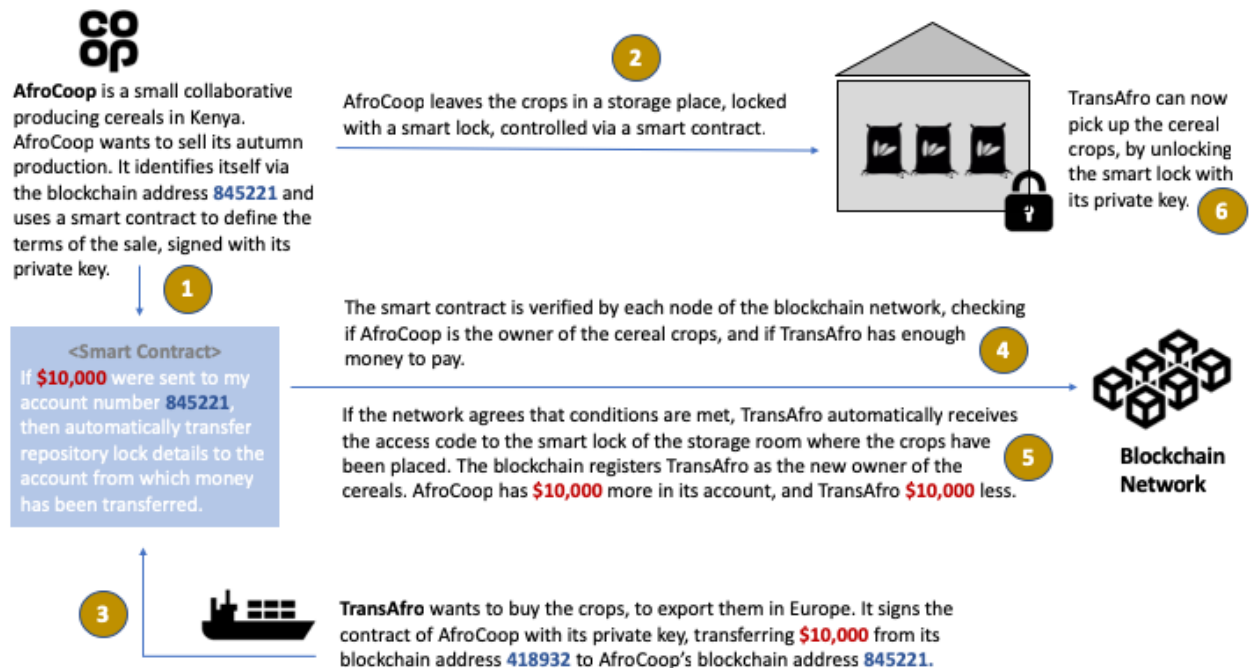 CO
OP
AfroCoop is a small collaborative
producing cereals in Kenya.
AfroCoop wants to sell its autumn
production. It identifies itself via
the blockchain address 845221 and
uses a smart contract to define the
terms of the sale, signed with its
private key.
1
2
AfroCoop leaves the crops in a storage place, locked
with a smart lock, controlled via a smart contract.
TransAfro can now
pick up the cereal
crops, by unlocking
the smart lock with
its private key.
6
<Smart Contract>
If $10,000 were sent to my
account number 845221,
then automatically transfer
repository lock details to the
account from which money
has been transferred.
The smart contract is verified by each node of the blockchain network, checking
if AfroCoop is the owner of the cereal crops, and if TransAfro has enough
money to pay.
4
If the network agrees that conditions are met, TransAfro automatically receives
the access code to the smart lock of the storage room where the crops have
been placed. The blockchain registers TransAfro as the new owner of the
cereals. AfroCoop has $10,000 more in its account, and TransAfro $10,000 less.
5
Blockchain
Network
3
TransAfro wants to buy the crops, to export them in Europe. It signs the
contract of AfroCoop with its private key, transferring $10,000 from its
blockchain address 418932 to AfroCoop's blockchain address 845221.